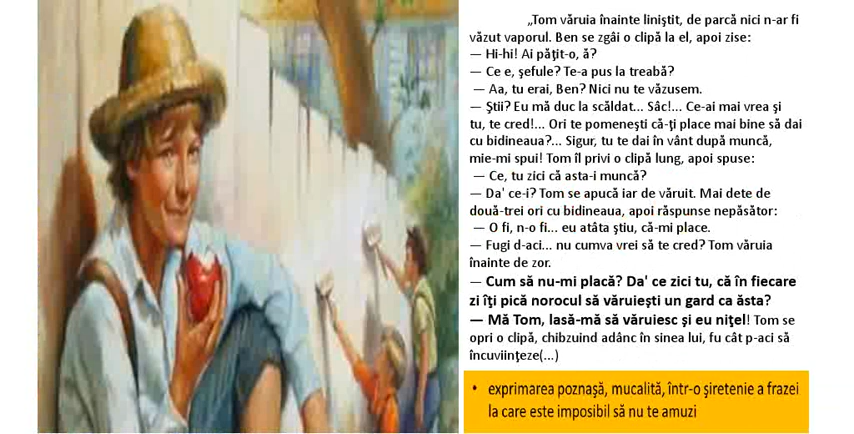 „Tom văruia înainte liniştit, de parcă nici n-ar fi
văzut vaporul. Ben se zgâi o clipă la el, apoi zise:
— Hi-hi! Ai păţit-o, ă?
— Ce e, şefule? Te-a pus la treabă?
— Aa, tu erai, Ben? Nici nu te văzusem.
— Ştii? Eu mă duc la scăldat... Sâc!... Ce-ai mai vrea şi
tu, te cred!... Ori te pomeneşti că-ţi place mai bine să dai
cu bidineaua?... Sigur, tu te dai în vânt după muncă,
mie-mi spui! Tom îl privi o clipă lung, apoi spuse:
— Ce, tu zici că asta-i muncă?
— Da' ce-i? Tom se apucă iar de văruit. Mai dete de
două-trei ori cu bidineaua, apoi răspunse nepăsător:
— O fi, n-o fi... eu atâta ştiu, că-mi place.
— Fugi d-aci... nu cumva vrei să te cred? Tom văruia
înainte de zor.
— Cum să nu-mi placă? Da' ce zici tu, că în fiecare
zi îţi pică norocul să văruieşti un gard ca ăsta?
— Mă Tom, lasă-mă să văruiesc şi eu niţel! Tom se
opri o clipă, chibzuind adânc în sinea lui, fu cât p-aci să
încuviinţeze(...)
• exprimarea poznaşă, mucalită, într-o şiretenie a frazei
la care este imposibil să nu te amuzi